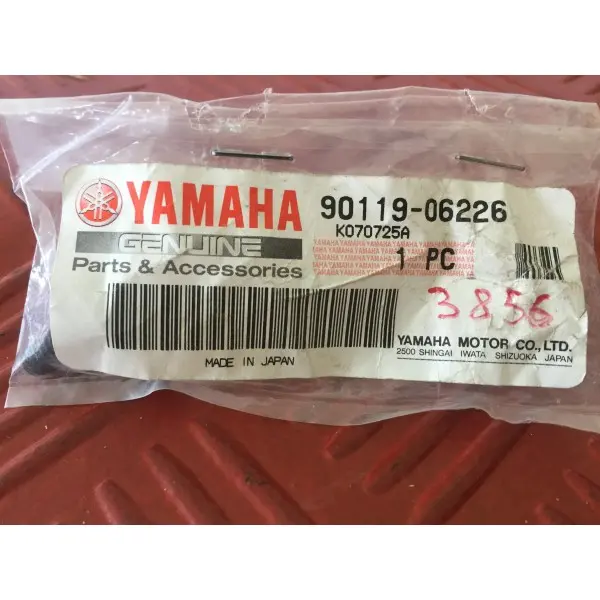 YAMAHA 90119-06226
GENUINE K070725A
Parts & Accessories 1 PC
3856
YAMAHA MOTOR CO., LTD.
2500 SHINGAI IWATA SHIZUOKA JAPAN
MADE IN JAPAN